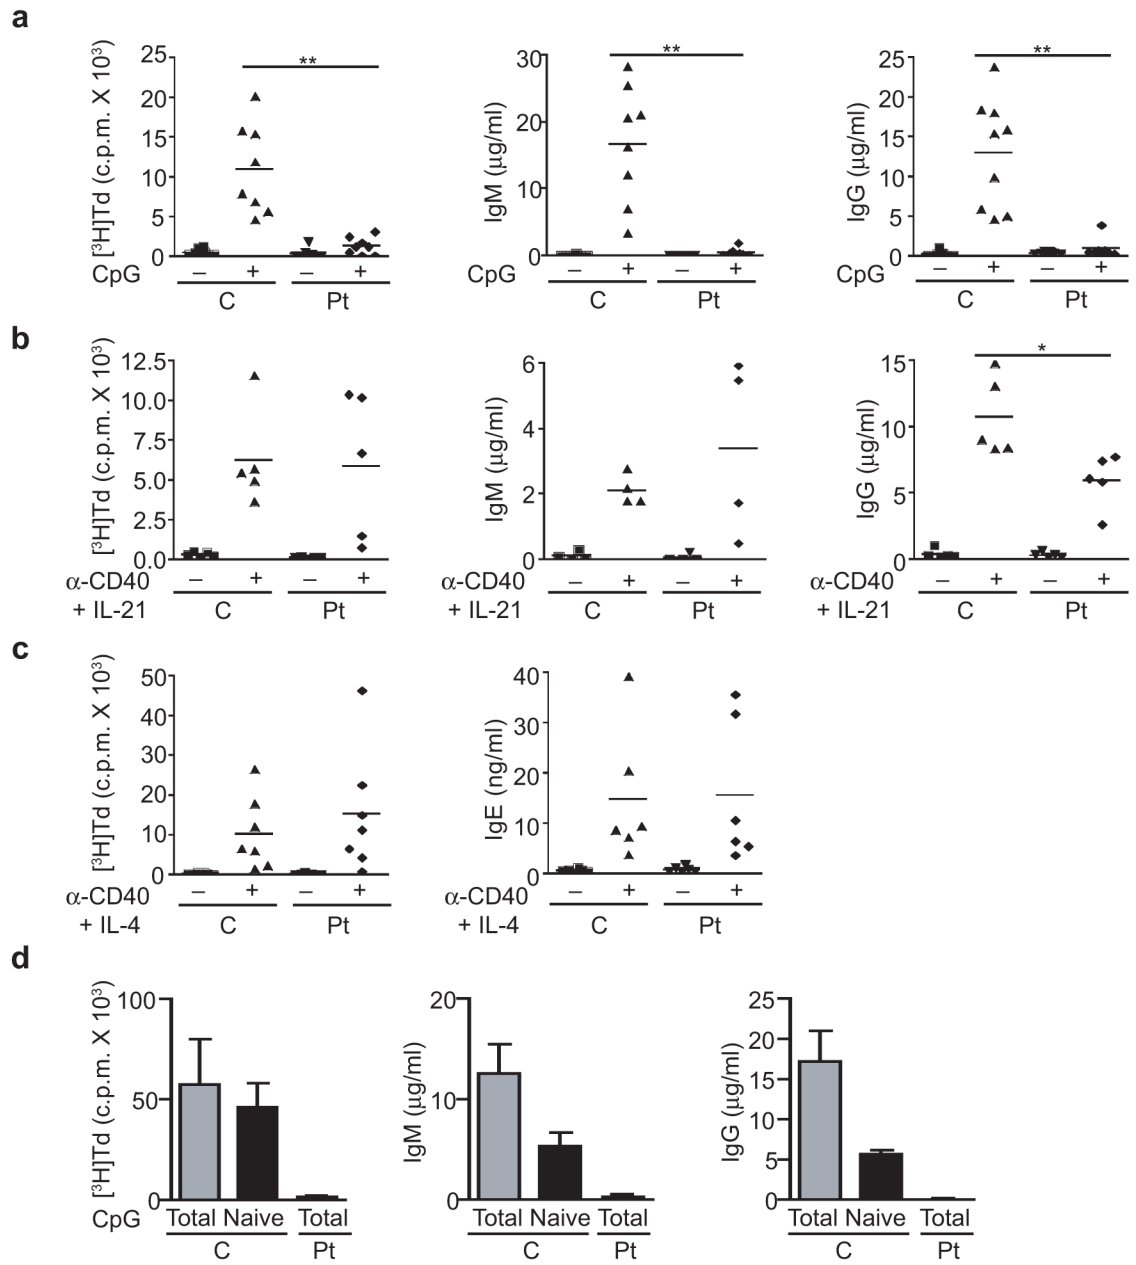 a
[³H]Td (c.p.m. X 10³)
25
20
15
10
5
0
**
CpG – + – +
C Pt
IgM (μg/ml)
30
20
10
0
**
CpG – + – +
C Pt
IgG (μg/ml)
25
20
15
10
5
0
**
CpG – + – +
C Pt
b
[³H]Td (c.p.m. X 10³)
12.5
10.0
7.5
5.0
2.5
0.0
α-CD40 – + – +
+ IL-21 C Pt
IgM (μg/ml)
6
4
2
0
α-CD40 – + – +
+ IL-21 C Pt
IgG (μg/ml)
15
10
5
0
*
α-CD40 – + – +
+ IL-21 C Pt
c
[³H]Td (c.p.m. X 10³)
50
40
30
20
10
0
α-CD40 – + – +
+ IL-4 C Pt
IgE (ng/ml)
40
30
20
10
0
α-CD40 – + – +
+ IL-4 C Pt
d
[³H]Td (c.p.m. X 10³)
100
50
0
CpG Total Naive Total
C Pt
IgM (μg/ml)
20
10
0
Total Naive Total
C Pt
IgG (μg/ml)
25
20
15
10
5
0
Total Naive Total
C Pt